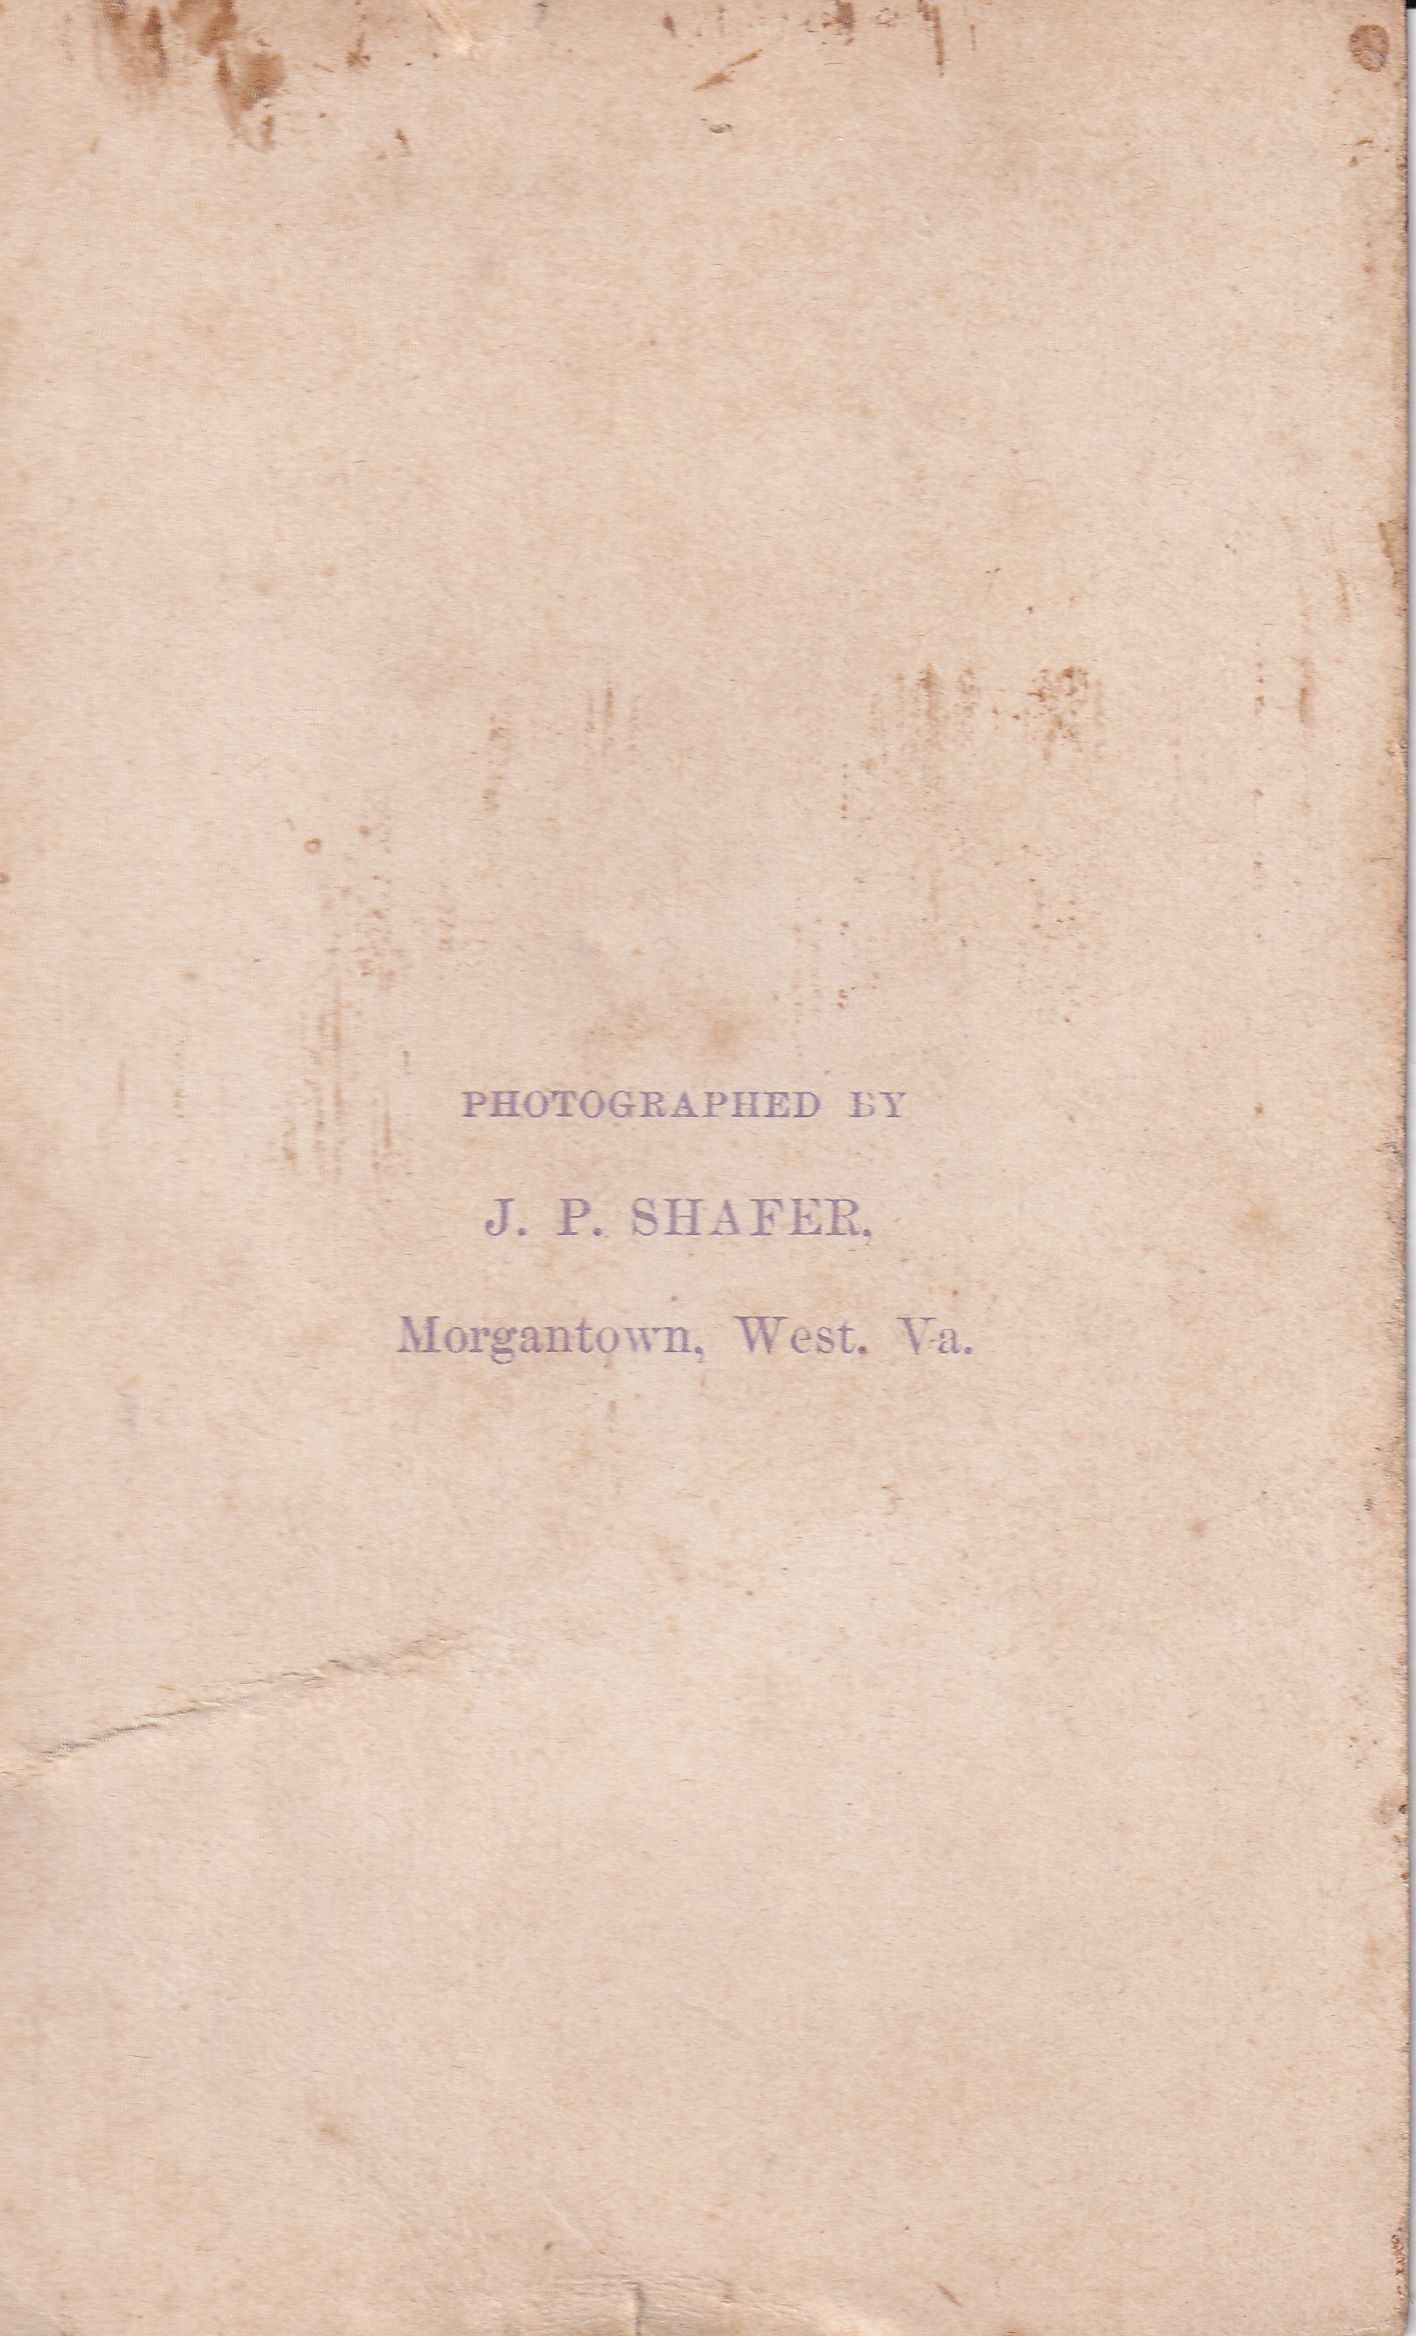 PHOTOGRAPHED BY
J. P. SHAFER,
Morgantown, West. Va.